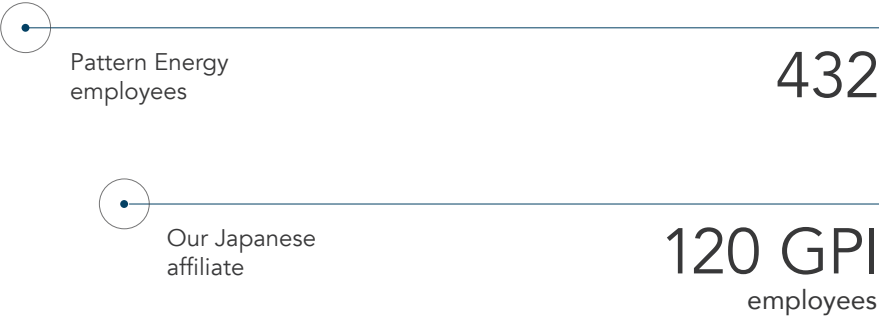 Pattern Energy
employees
432
Our Japanese
affiliate
120 GPI
employees